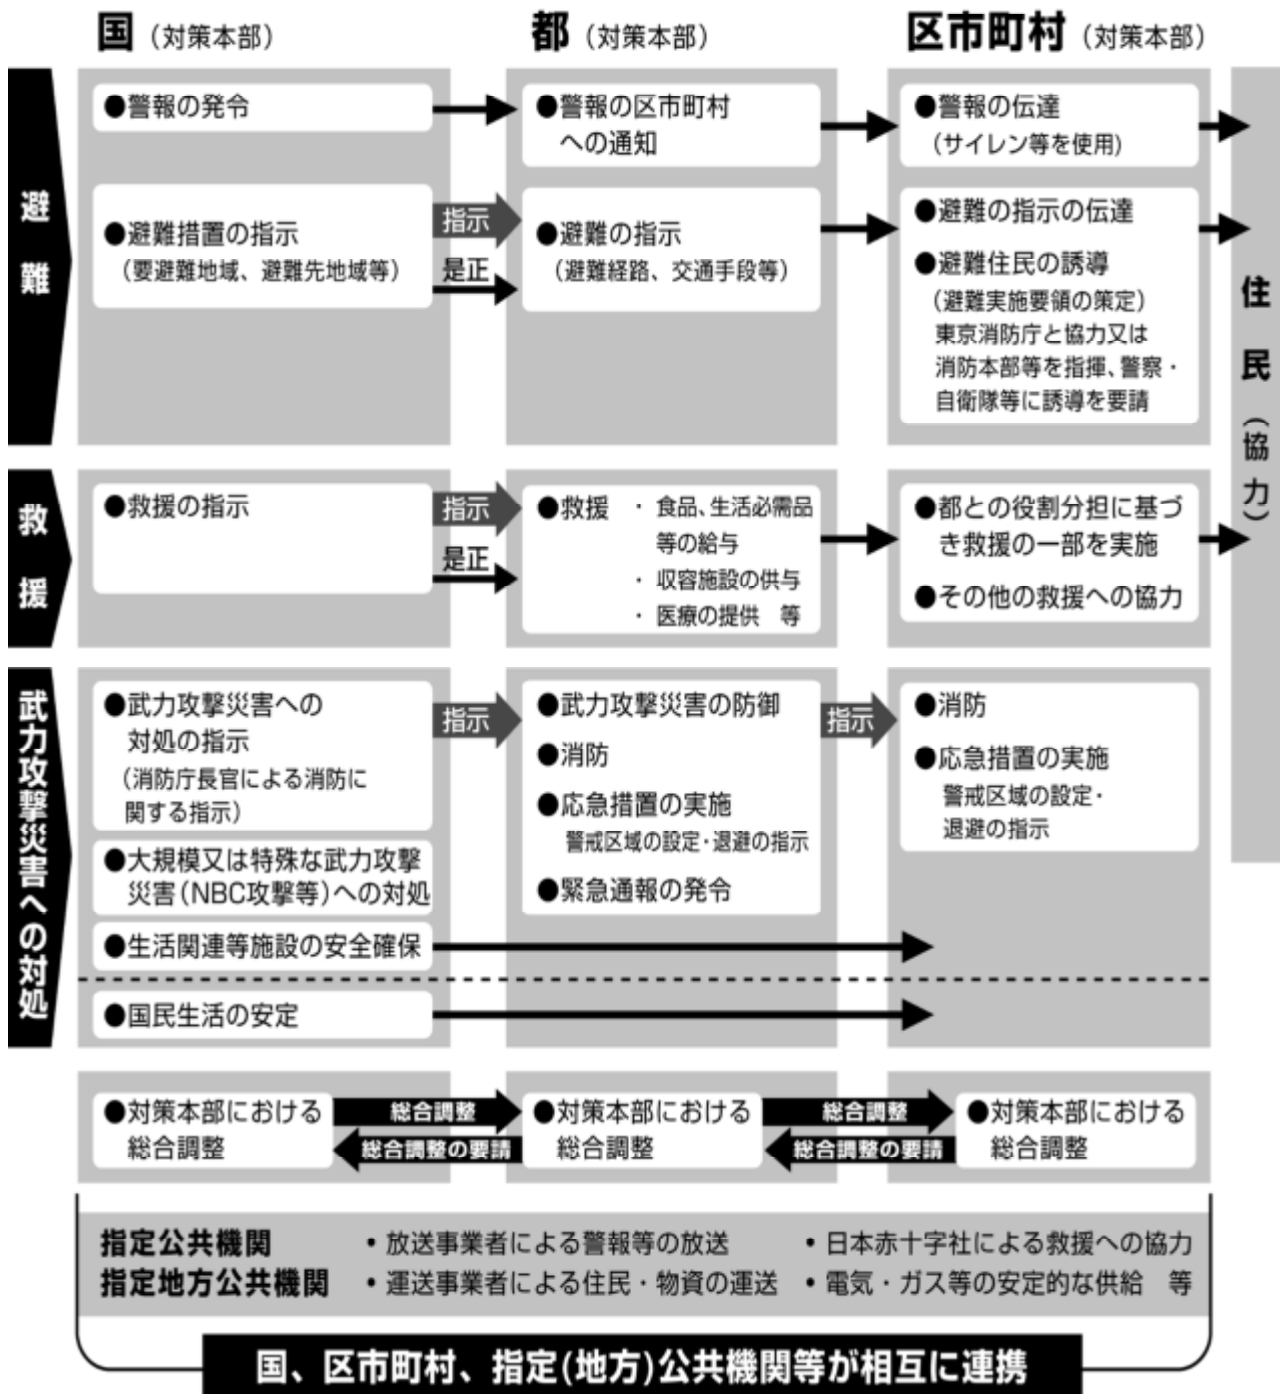 国（対策本部）
都（対策本部）
区市町村（対策本部）
避難
●警報の発令
●警報の区市町村
への通知
●警報の伝達
（サイレン等を使用)
●避難措置の指示
（要避難地域、避難先地域等）
指示
是正
●避難の指示
（避難経路、交通手段等）
●避難の指示の伝達
●避難住民の誘導
（避難実施要領の策定）
東京消防庁と協力又は
消防本部等を指揮、警察・
自衛隊等に誘導を要請
住民（協力）
救援
●救援の指示
指示
是正
●救援 ・ 食品、生活必需品
等の給与
・ 収容施設の供与
・ 医療の提供　等
●都との役割分担に基づ
き救援の一部を実施
●その他の救援への協力
武力攻撃災害への対処
●武力攻撃災害への
対処の指示
（消防庁長官による消防に
関する指示）
●大規模又は特殊な武力攻撃
災害（NBC攻撃等）への対処
●生活関連等施設の安全確保
●国民生活の安定
指示
●武力攻撃災害の防御
●消防
●応急措置の実施
警戒区域の設定・退避の指示
●緊急通報の発令
指示
●消防
●応急措置の実施
警戒区域の設定・
退避の指示
●対策本部における
総合調整
総合調整
総合調整の要請
●対策本部における
総合調整
総合調整
総合調整の要請
●対策本部における
総合調整
指定公共機関
指定地方公共機関
• 放送事業者による警報等の放送
• 運送事業者による住民・物資の運送
• 日本赤十字社による救援への協力
• 電気・ガス等の安定的な供給　等
国、区市町村、指定(地方)公共機関等が相互に連携